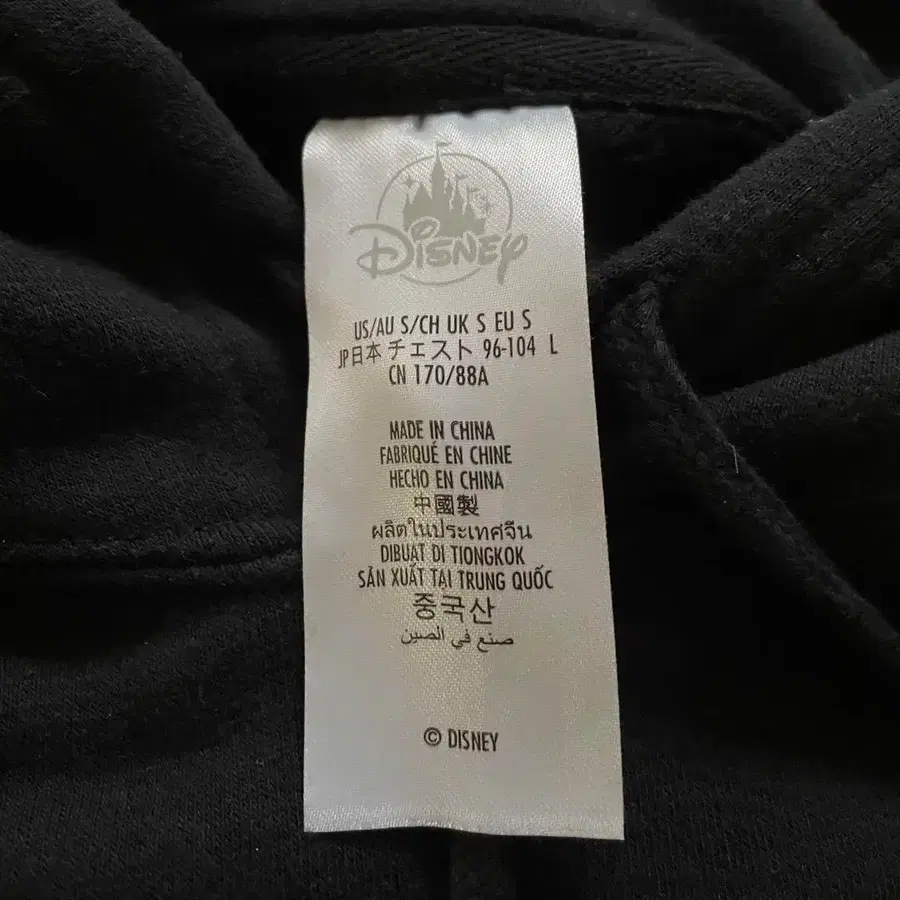 DISNEY
US/AU S/CH UK S EU S
JP日本 チェスト 96-104 L
CN 170/88A
MADE IN CHINA
FABRIQUÉ EN CHINE
HECHO EN CHINA
中國製
ผลิตในประเทศจีน
DIBUAT DI TIONGKOK
SẢN XUẤT TẠI TRUNG QUỐC
중국산
صنع في الصين
© DISNEY